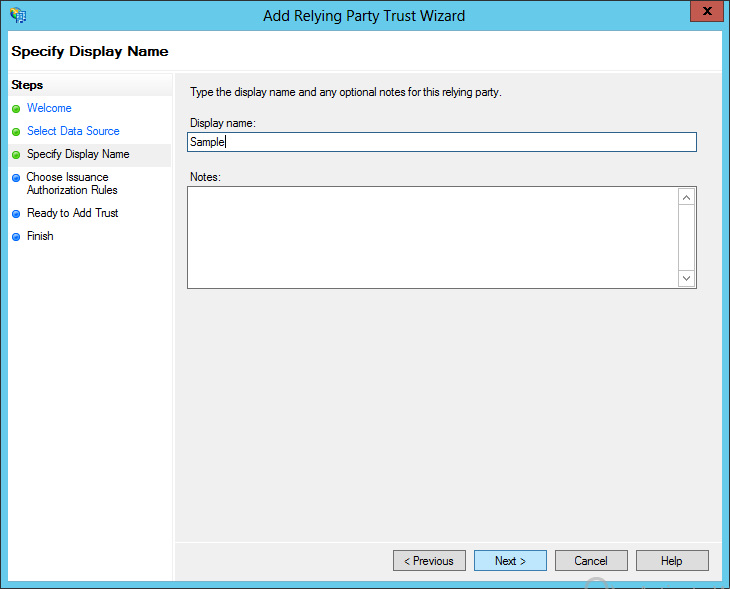 Add Relying Party Trust Wizard
X
Specify Display Name
Steps
Welcome
Select Data Source
Specify Display Name
Choose Issuance
Authorization Rules
Ready to Add Trust
Finish
Type the display name and any optional notes for this relying party.
Display name:
Sample
Notes:
< Previous
Next >
Cancel
Help